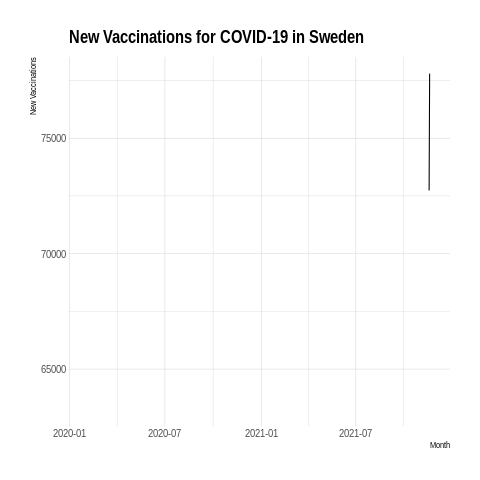 New Vaccinations for COVID-19 in Sweden
New Vaccinations
75000
70000
65000
2020-01 2020-07 2021-01 2021-07
Month